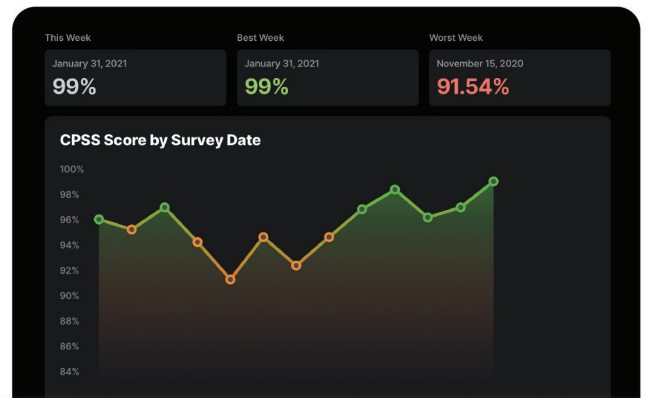 This Week
January 31, 2021
99%
Best Week
January 31, 2021
99%
Worst Week
November 15, 2020
91.54%
CPSS Score by Survey Date
100%
98%
96%
94%
92%
90%
88%
86%
84%